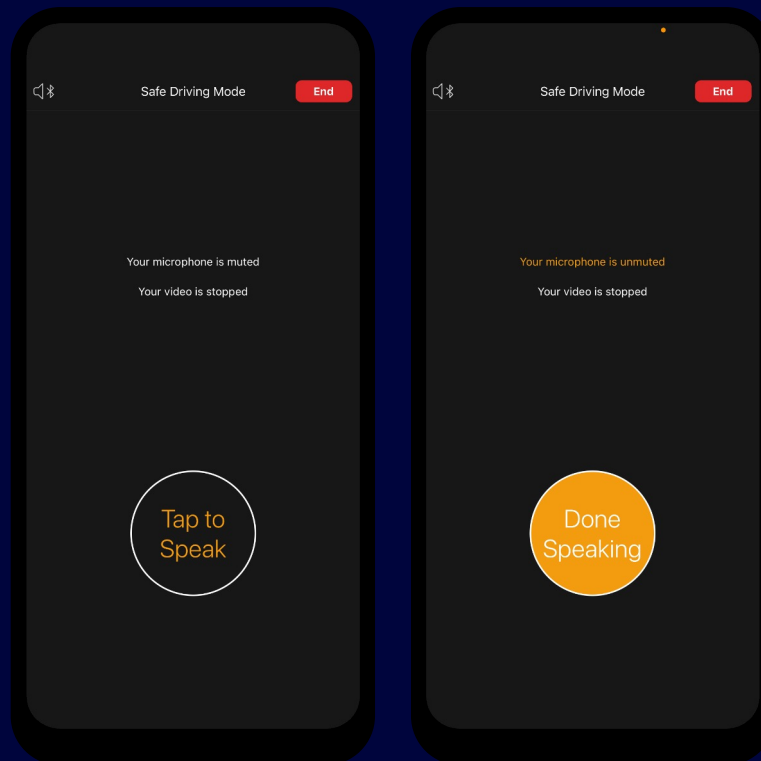 Safe Driving Mode
End
Your microphone is muted
Your video is stopped
Tap to
Speak
Safe Driving Mode
End
Your microphone is unmuted
Your video is stopped
Done
Speaking